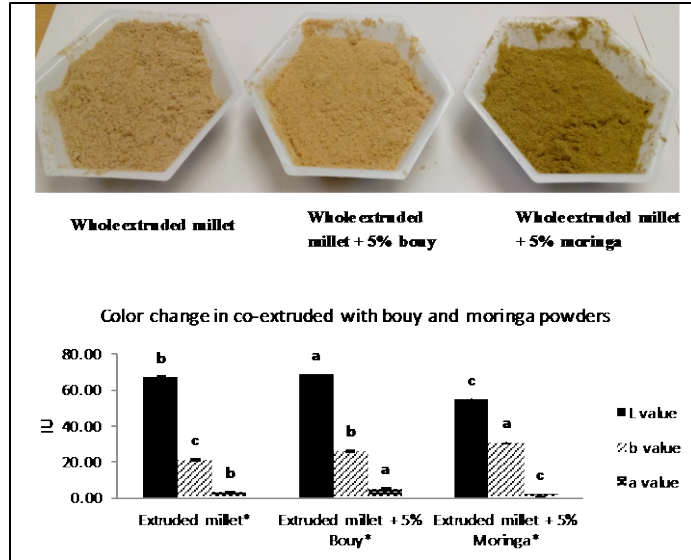 Whole extruded millet
Whole extruded
millet + 5% bouy
Whole extruded millet
+ 5% moringa
Color change in co-extruded with bouy and moringa powders
80.00
60.00
40.00
20.00
0.00
IU
b
c
b
a
b
a
c
a
c
L value
b value
a value
Extruded millet*
Extruded millet + 5%
Bouy*
Extruded millet + 5%
Moringa*